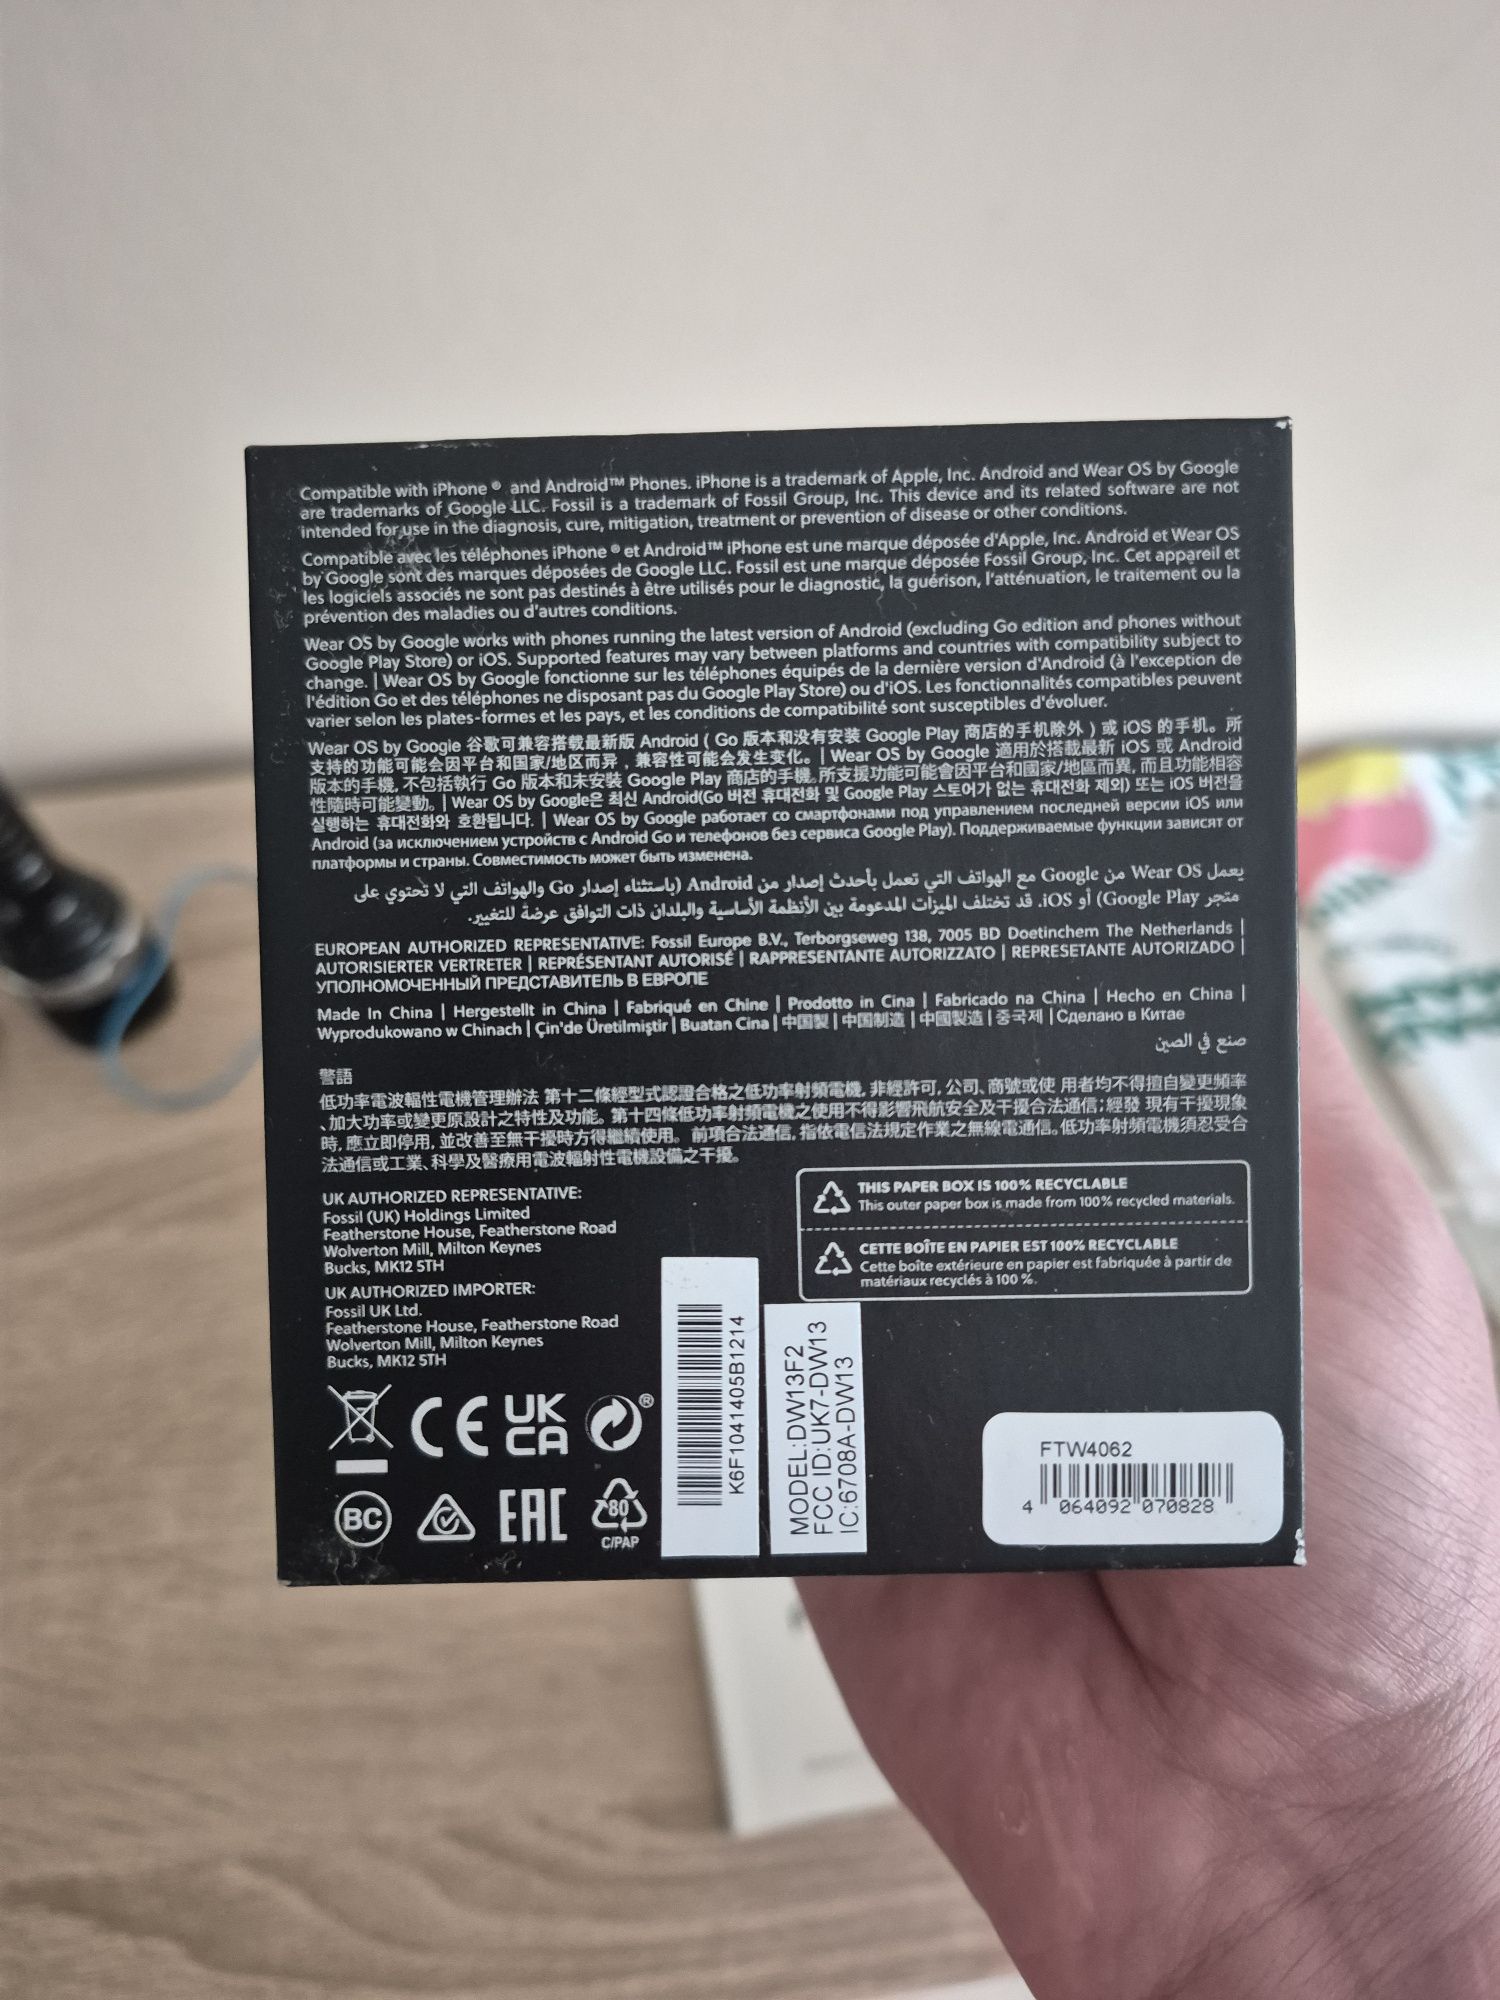 Compatible with iPhone ® and Android™ Phones. iPhone is a trademark of Apple, Inc. Android and Wear OS by Google
are trademarks of Google LLC. Fossil is a trademark of Fossil Group, Inc. This device and its related software are not
intended for use in the diagnosis, cure, mitigation, treatment or prevention of disease or other conditions.
Compatible avec les téléphones iPhone ® et Android™ iPhone est une marque déposée d'Apple, Inc. Android et Wear OS
by Google sont des marques déposées de Google LLC. Fossil est une marque déposée Fossil Group, Inc. Cet appareil et
les logiciels associés ne sont pas destinés à être utilisés pour le diagnostic, la guérison, l'atténuation, le traitement ou la
prévention des maladies ou d'autres conditions.
Wear OS by Google works with phones running the latest version of Android (excluding Go edition and phones without
Google Play Store) or iOS. Supported features may vary between platforms and countries with compatibility subject to
change. | Wear OS by Google fonctionne sur les téléphones équipés de la dernière version d'Android (à l'exception de
l'édition Go et des téléphones ne disposant pas du Google Play Store) ou d'iOS. Les fonctionnalités compatibles peuvent
varier selon les plates-formes et les pays, et les conditions de compatibilité sont susceptibles d'évoluer.
Wear OS by Google 谷歌可兼容搭载最新版 Android ( Go 版本和没有安装 Google Play 商店的手机除外 ) 或 iOS 的手机。所
支持的功能可能会因平台和国家/地区而异，兼容性可能会发生变化。| Wear OS by Google 適用於搭載最新 iOS 或 Android
版本的手機, 不包括執行 Go 版本和未安裝 Google Play 商店的手機。所支援功能可能會因平台和國家/地區而異, 而且功能相容
性隨時可能變動。| Wear OS by Google은 최신 Android(Go 버전 휴대전화 및 Google Play 스토어가 없는 휴대전화 제외) 또는 iOS 버전을
실행하는 휴대전화와 호환됩니다. | Wear OS by Google работает со смартфонами под управлением последней версии iOS или
Android (за исключением устройств с Android Go и телефонов без сервиса Google Play). Поддерживаемые функции зависят от
платформы и страны. Совместимость может быть изменена.
يعمل Wear OS من Google مع الهواتف التي تعمل بأحدث إصدار من Android (باستثناء إصدار Go والهواتف التي لا تحتوي على
متجر Google Play) أو iOS. قد تختلف الميزات المدعومة بين الأنظمة الأساسية والبلدان ذات التوافق عرضة للتغيير.
EUROPEAN AUTHORIZED REPRESENTATIVE: Fossil Europe B.V., Terborgseweg 138, 7005 BD Doetinchem The Netherlands |
AUTORISIERTER VERTRETER | REPRÉSENTANT AUTORISÉ | RAPPRESENTANTE AUTORIZZATO | REPRESETANTE AUTORIZADO |
УПОЛНОМОЧЕННЫЙ ПРЕДСТАВИТЕЛЬ В ЕВРОПЕ
Made In China | Hergestellt in China | Fabriqué en Chine | Prodotto in Cina | Fabricado na China | Hecho en China |
Wyprodukowano w Chinach | Çin'de Üretilmiştir | Buatan Cina | 中国製 | 中国制造 | 中國製造 | 중국제 | Сделано в Китае
صنع في الصين
警語
低功率電波輻性電機管理辦法 第十二條經型式認證合格之低功率射頻電機, 非經許可, 公司、商號或使 用者均不得擅自變更頻率
、加大功率或變更原設計之特性及功能。第十四條低功率射頻電機之使用不得影響飛航安全及干擾合法通信; 經發 現有干擾現象
時, 應立即停用, 並改善至無干擾時方得繼續使用。 前項合法通信, 指依電信法規定作業之無線電通信。低功率射頻電機須忍受合
法通信或工業、科學及醫療用電波輻射性電機設備之干擾。
THIS PAPER BOX IS 100% RECYCLABLE
This outer paper box is made from 100% recycled materials.
CETTE BOÎTE EN PAPIER EST 100% RECYCLABLE
Cette boîte extérieure en papier est fabriquée à partir de
matériaux recyclés à 100 %.
UK AUTHORIZED REPRESENTATIVE:
Fossil (UK) Holdings Limited
Featherstone House, Featherstone Road
Wolverton Mill, Milton Keynes
Bucks, MK12 5TH
UK AUTHORIZED IMPORTER:
Fossil UK Ltd.
Featherstone House, Featherstone Road
Wolverton Mill, Milton Keynes
Bucks, MK12 5TH
CE UK CA ®
BC EAC 80
C/PAP
K6F1041405B1214
MODEL:DW13F2
FCC ID:UK7-DW13
IC:6708A-DW13
FTW4062
4 064092 070828